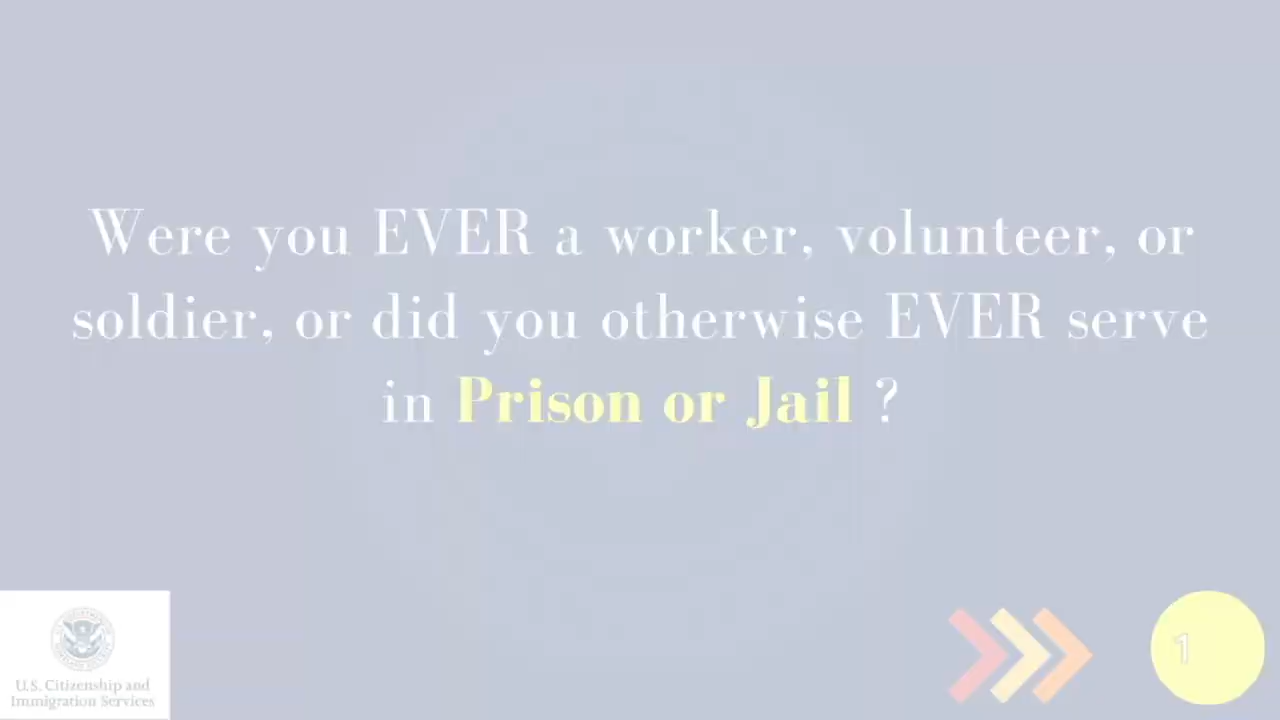 Were you EVER a worker, volunteer, or
soldier, or did you otherwise EVER serve
in Prison or Jail ?
1
U.S. Citizenship and
Immigration Services